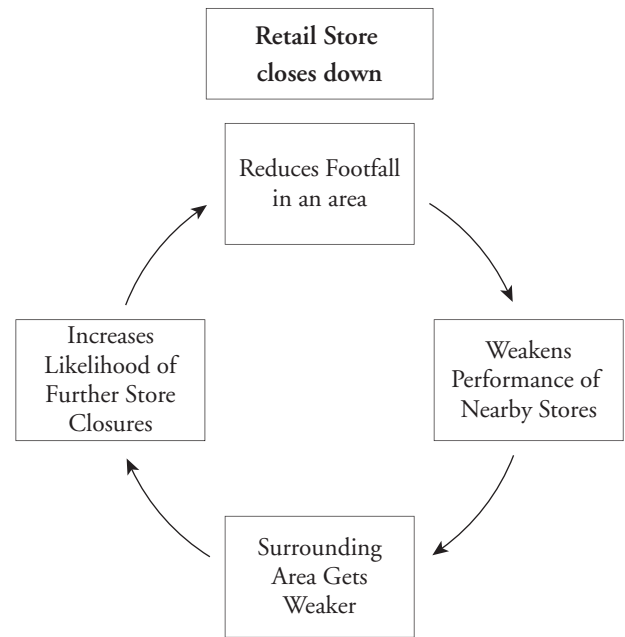 Retail Store
closes down
Reduces Footfall
in an area
Weakens
Performance of
Nearby Stores
Surrounding
Area Gets
Weaker
Increases
Likelihood of
Further Store
Closures